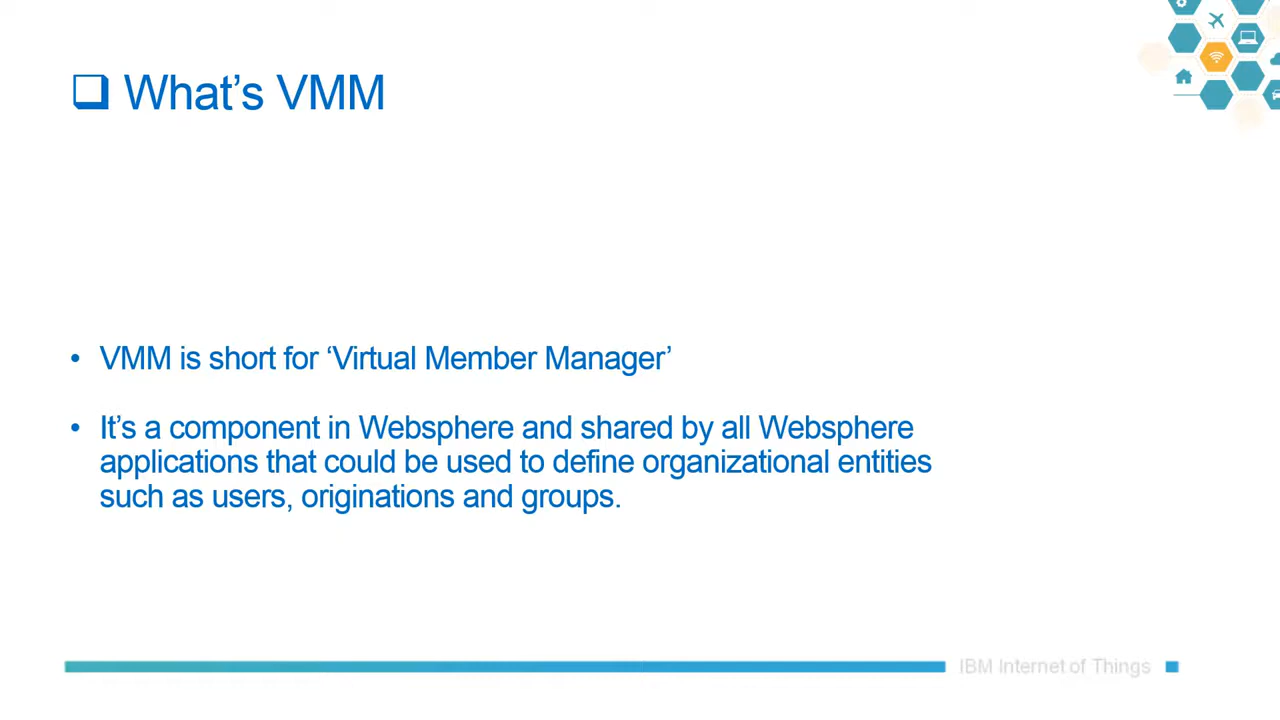 What's VMM
• VMM is short for ‘Virtual Member Manager’
• It’s a component in Websphere and shared by all Websphere
applications that could be used to define organizational entities
such as users, originations and groups.
IBM Internet of Things